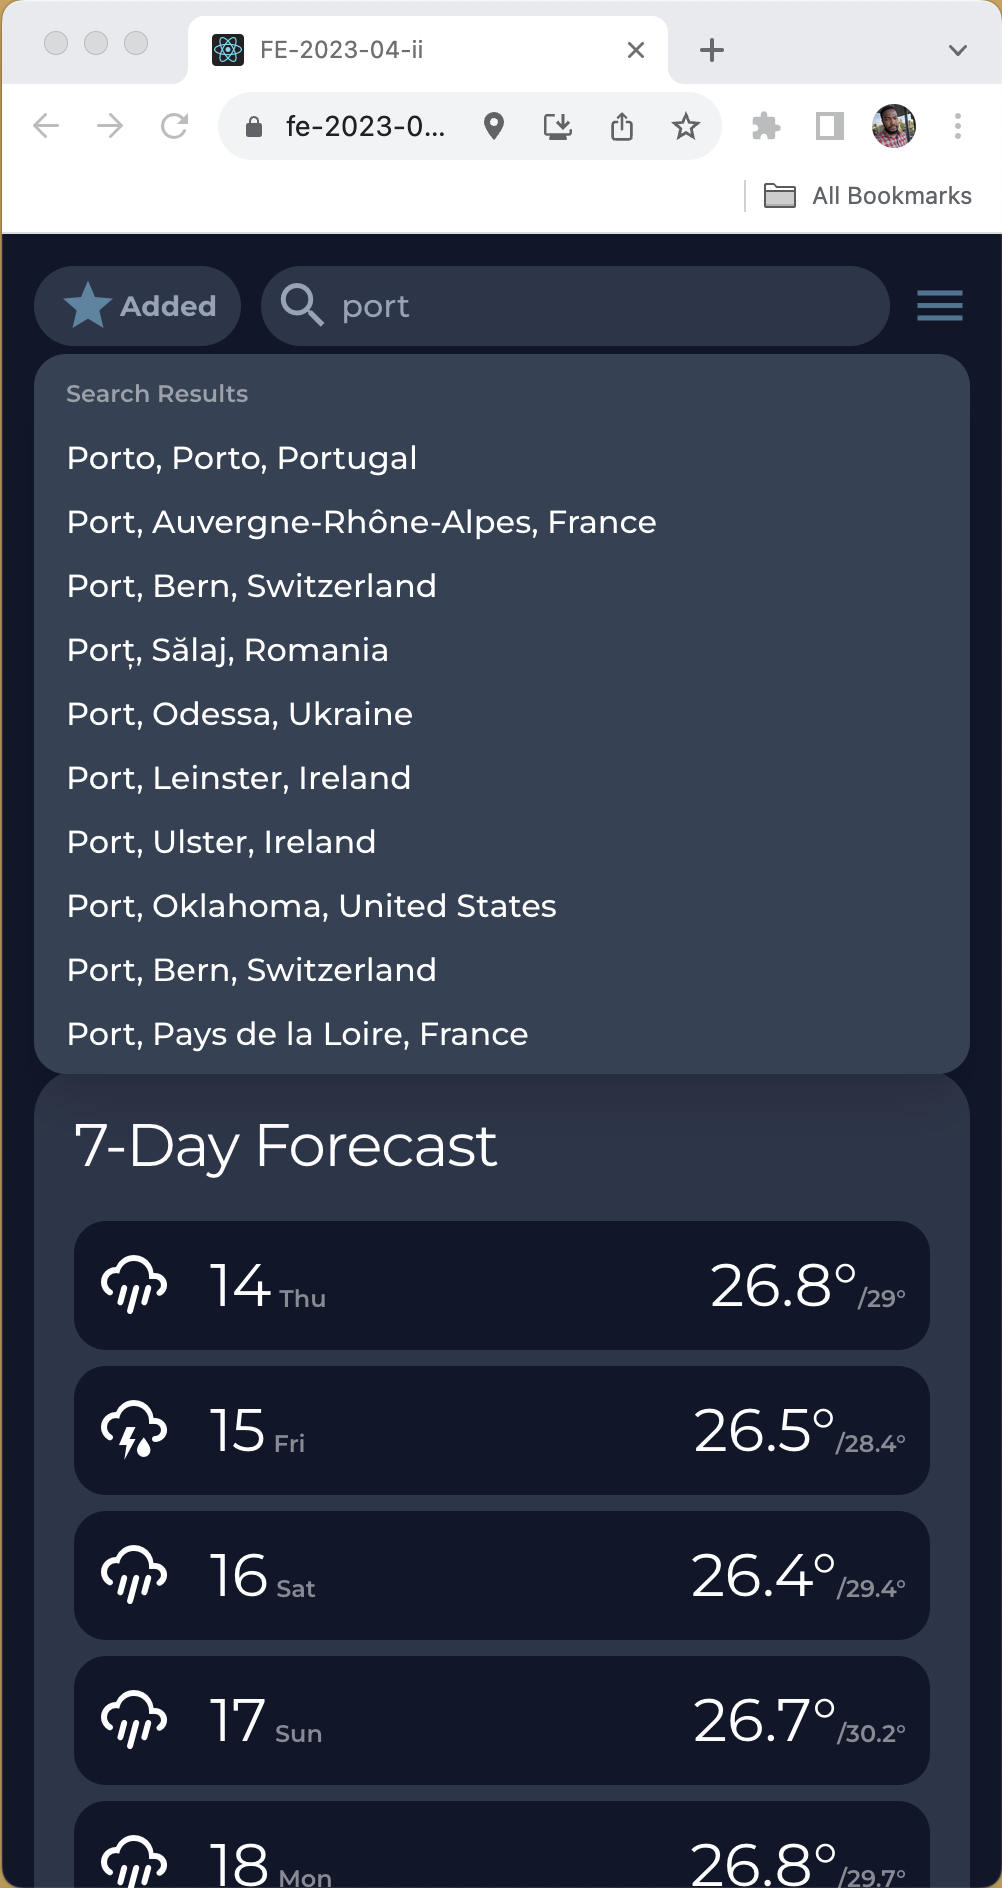 FE-2023-04-ii
fe-2023-0...
All Bookmarks
Added
port
Search Results
Porto, Porto, Portugal
Port, Auvergne-Rhône-Alpes, France
Port, Bern, Switzerland
Porț, Sălaj, Romania
Port, Odessa, Ukraine
Port, Leinster, Ireland
Port, Ulster, Ireland
Port, Oklahoma, United States
Port, Bern, Switzerland
Port, Pays de la Loire, France
7-Day Forecast
14 Thu 26.8°/29°
15 Fri 26.5°/28.4°
16 Sat 26.4°/29.4°
17 Sun 26.7°/30.2°
18 Mon 26.8°/29.7°